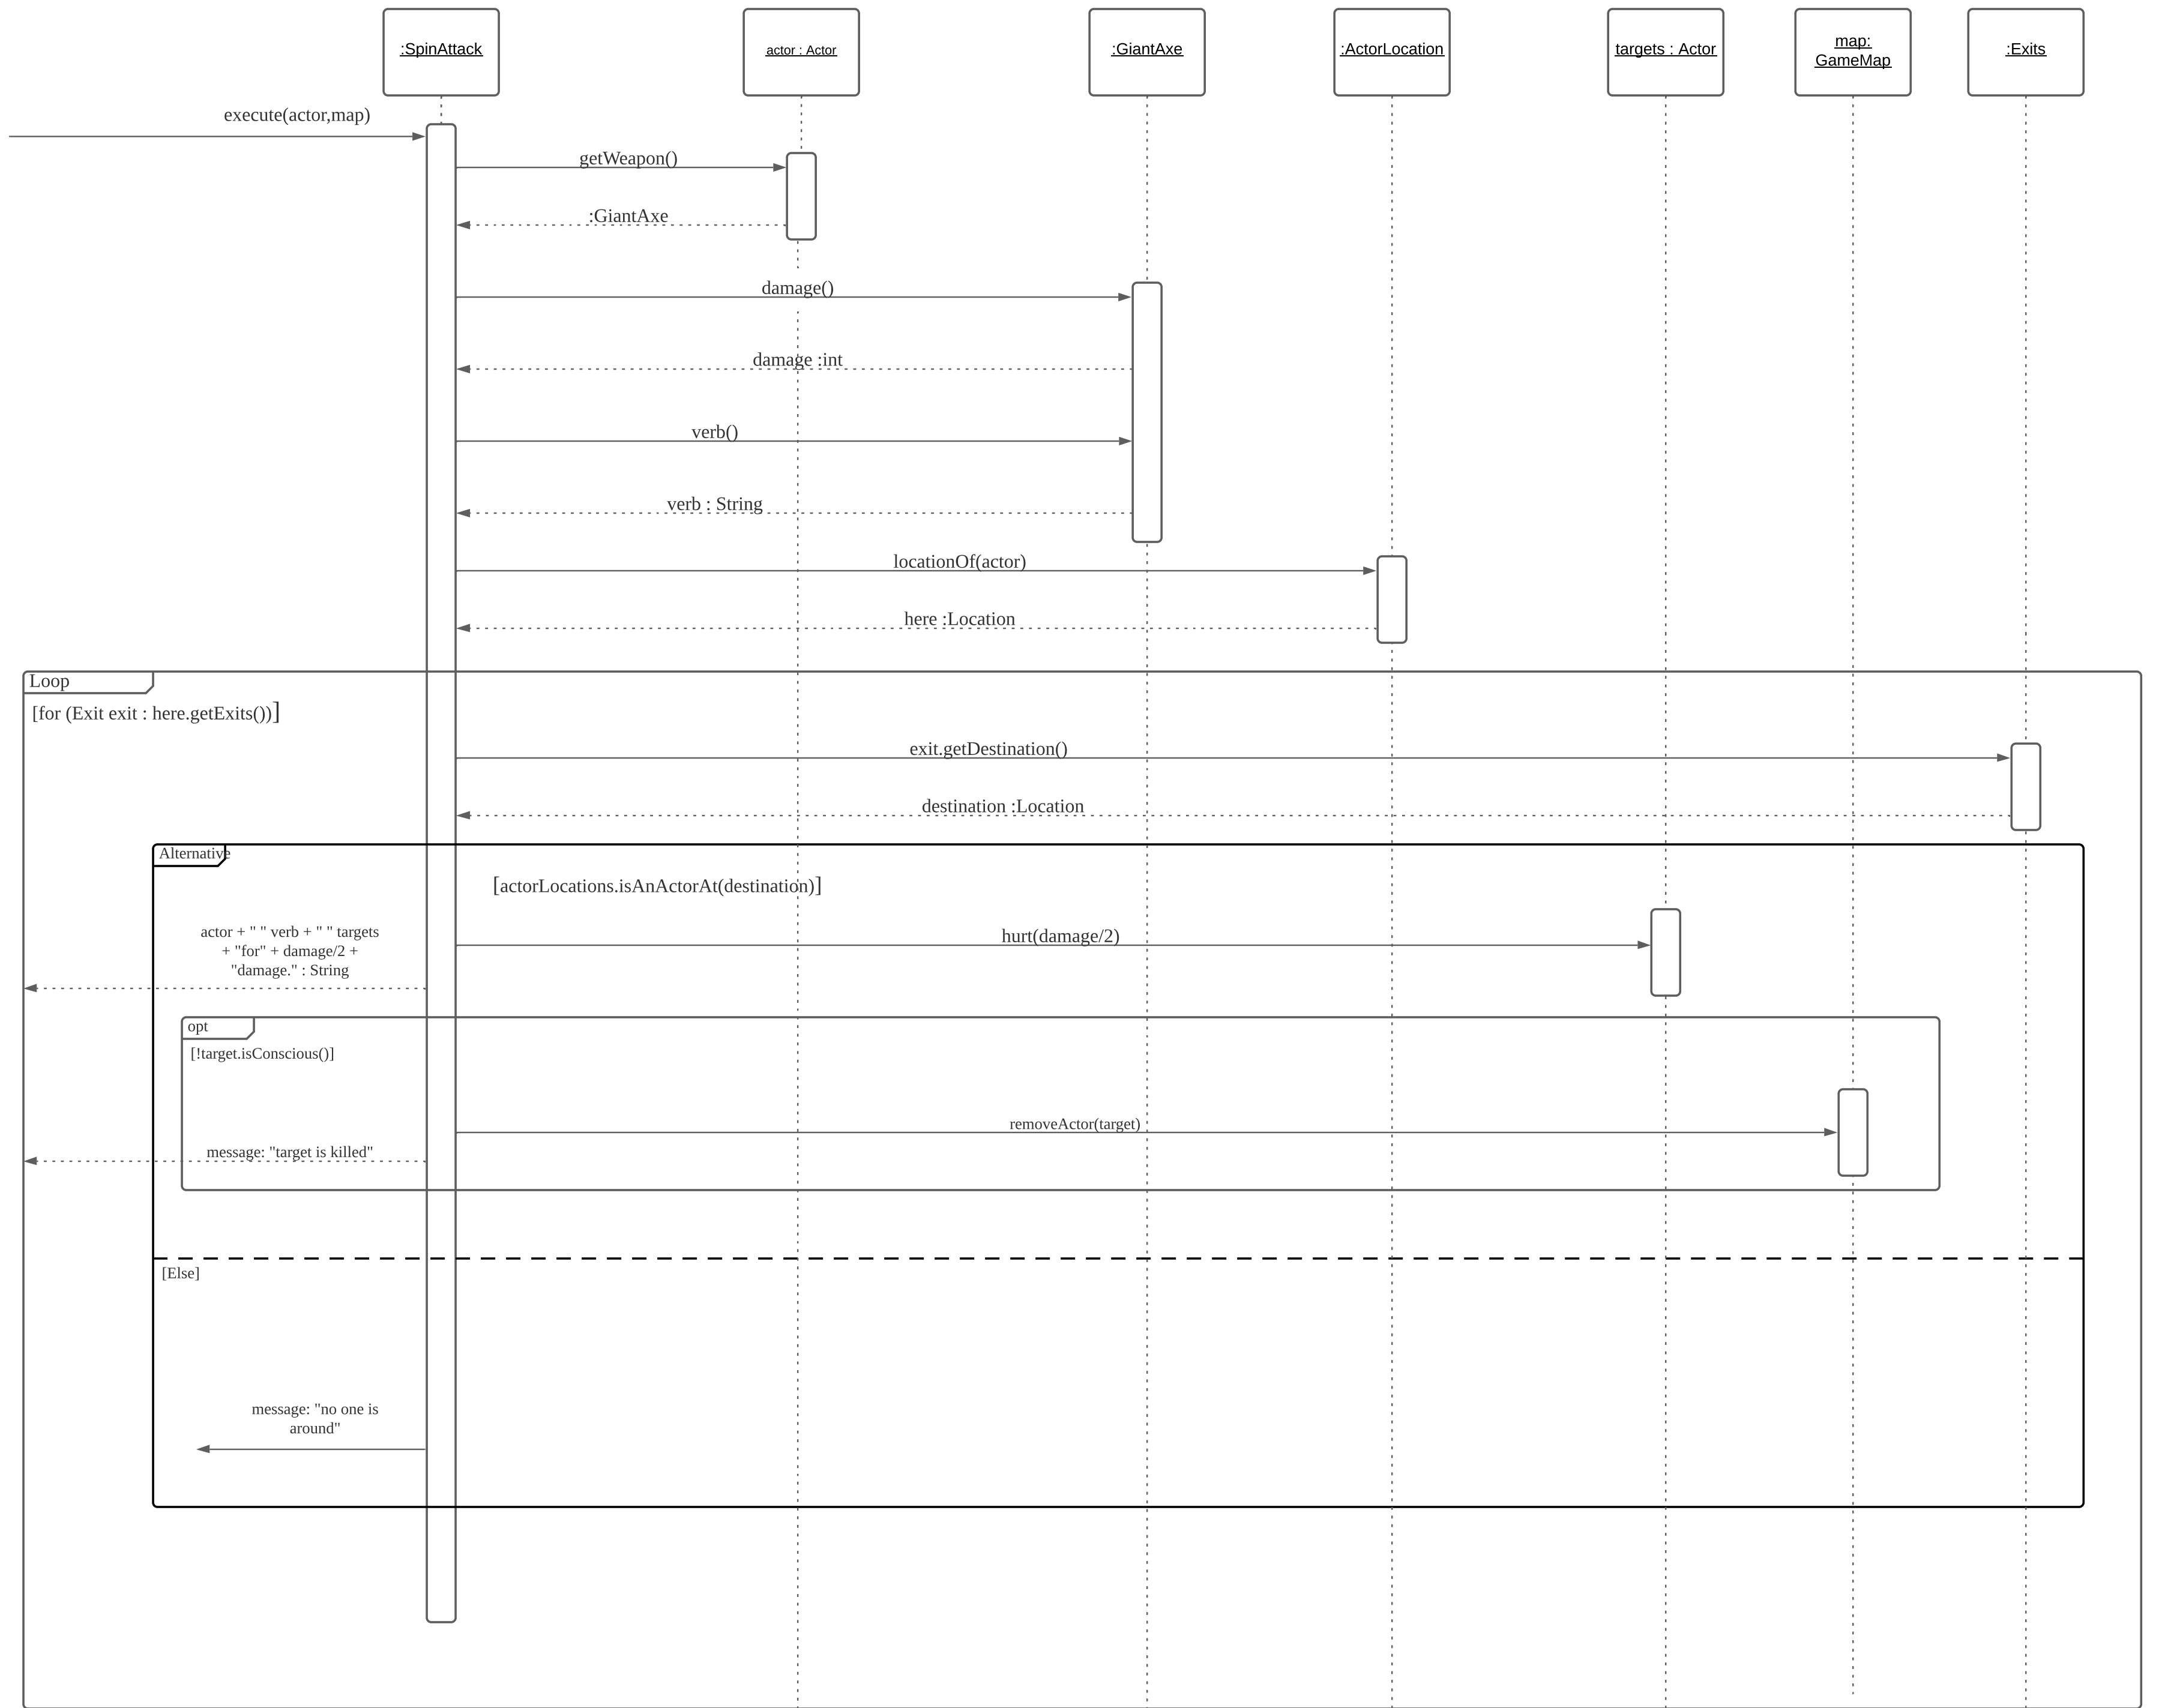 :SpinAttack
actor : Actor
:GiantAxe
:ActorLocation
targets : Actor
map:
GameMap
:Exits
execute(actor,map)
getWeapon()
:GiantAxe
damage()
damage :int
verb()
verb : String
locationOf(actor)
here :Location
Loop
[for (Exit exit : here.getExits())]
exit.getDestination()
destination :Location
Alternative
[actorLocations.isAnActorAt(destination)]
actor + " " verb + " " targets
+ "for" + damage/2 +
"damage." : String
hurt(damage/2)
opt
[!target.isConscious()]
removeActor(target)
message: "target is killed"
[Else]
message: "no one is
around"